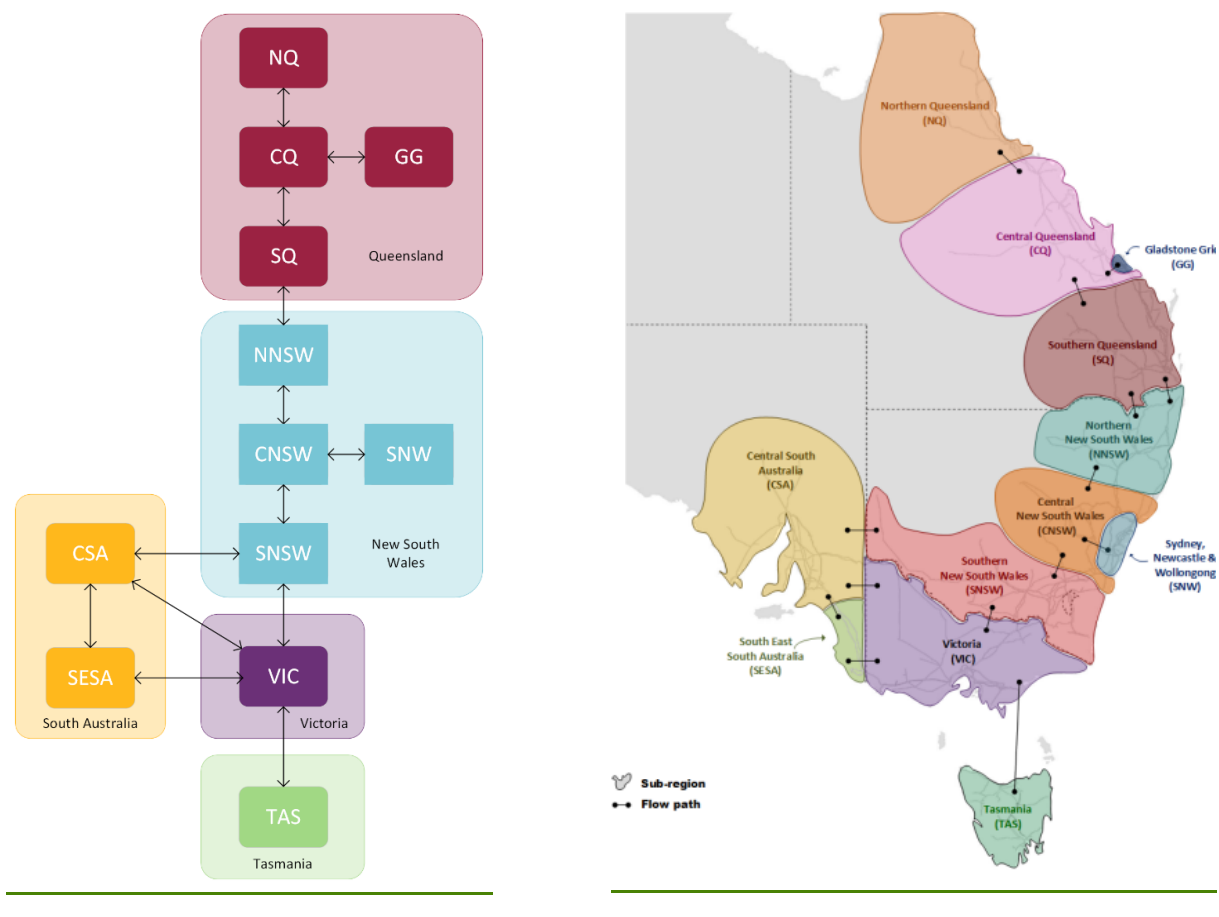 NQ
CQ
GG
SQ
Queensland
NNSW
CNSW
SNW
SNSW
New South
Wales
CSA
SESA
South Australia
VIC
Victoria
TAS
Tasmania
Northern Queensland
(NQ)
Central Queensland
(CQ)
Gladstone Gri
(GG)
Southern Queensland
(SQ)
Northern
New South Wales
(NNSW)
Central South
Australia
(CSA)
Central
New South Wales
(CNSW)
Sydney,
Newcastle &
Wollongong
(SNW)
Southern
New South Wales
(SNSW)
South East
South Australia
(SESA)
Victoria
(VIC)
Sub-region
Flow path
Tasmania
(TAS)